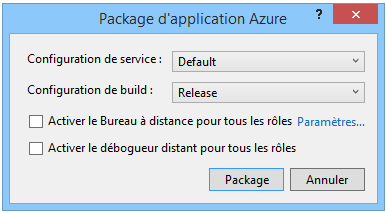 Package d'application Azure
?
Configuration de service : Default
Configuration de build : Release
Activer le Bureau à distance pour tous les rôles Paramètres...
Activer le débogueur distant pour tous les rôles
Package Annuler